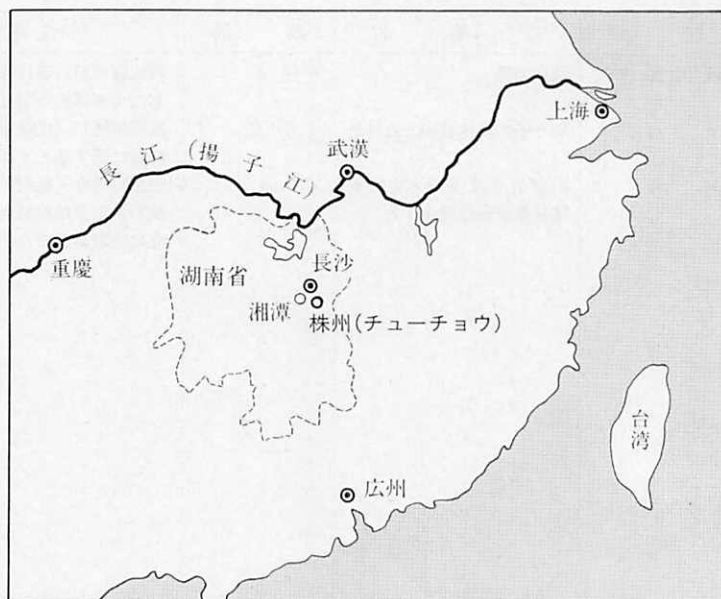 上海
武漢
長江(揚子江)
重慶
湖南省
長沙
湘潭
株州(チューチョウ)
台湾
広州